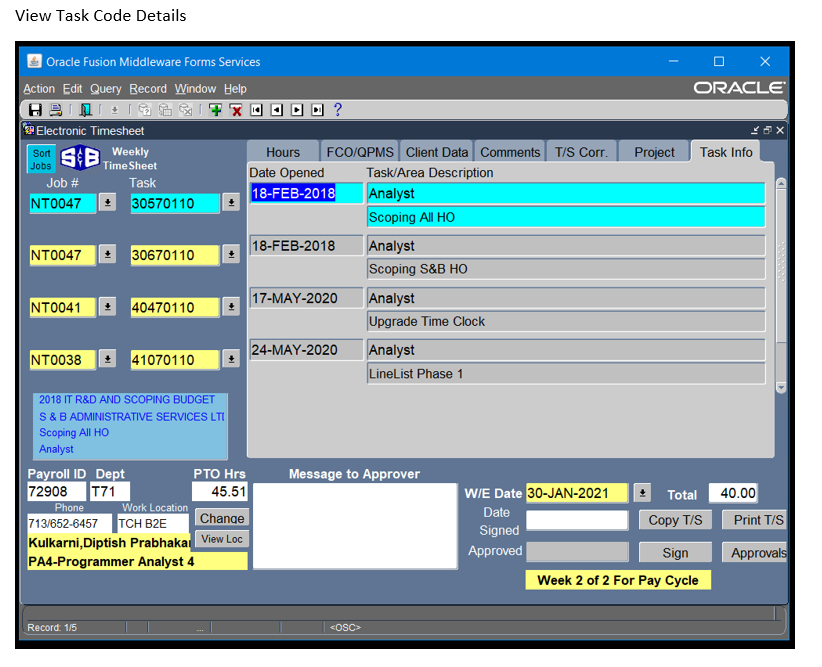 View Task Code Details
Oracle Fusion Middleware Forms Services
Action Edit Query Record Window Help
ORACLE
Electronic Timesheet
Sort Jobs
S&B
Weekly TimeSheet
Hours FCO/QPMS Client Data Comments T/S Corr. Project Task Info
Job # Task
Date Opened Task/Area Description
NT0047 30570110 18-FEB-2018 Analyst
Scoping All HO
NT0047 30670110 18-FEB-2018 Analyst
Scoping S&B HO
NT0041 40470110 17-MAY-2020 Analyst
Upgrade Time Clock
NT0038 41070110 24-MAY-2020 Analyst
LineList Phase 1
2018 IT R&D AND SCOPING BUDGET
S & B ADMINISTRATIVE SERVICES LTD
Scoping All HO
Analyst
Payroll ID Dept PTO Hrs
72908 T71 45.51
Phone Work Location
713/652-6457 TCH B2E
Change
View Loc
Kulkarni,Diptish Prabhakar
PA4-Programmer Analyst 4
Message to Approver
W/E Date 30-JAN-2021 Total 40.00
Date Signed
Copy T/S Print T/S
Approved
Sign Approvals
Week 2 of 2 For Pay Cycle
Record: 1/5 ... <OSC>